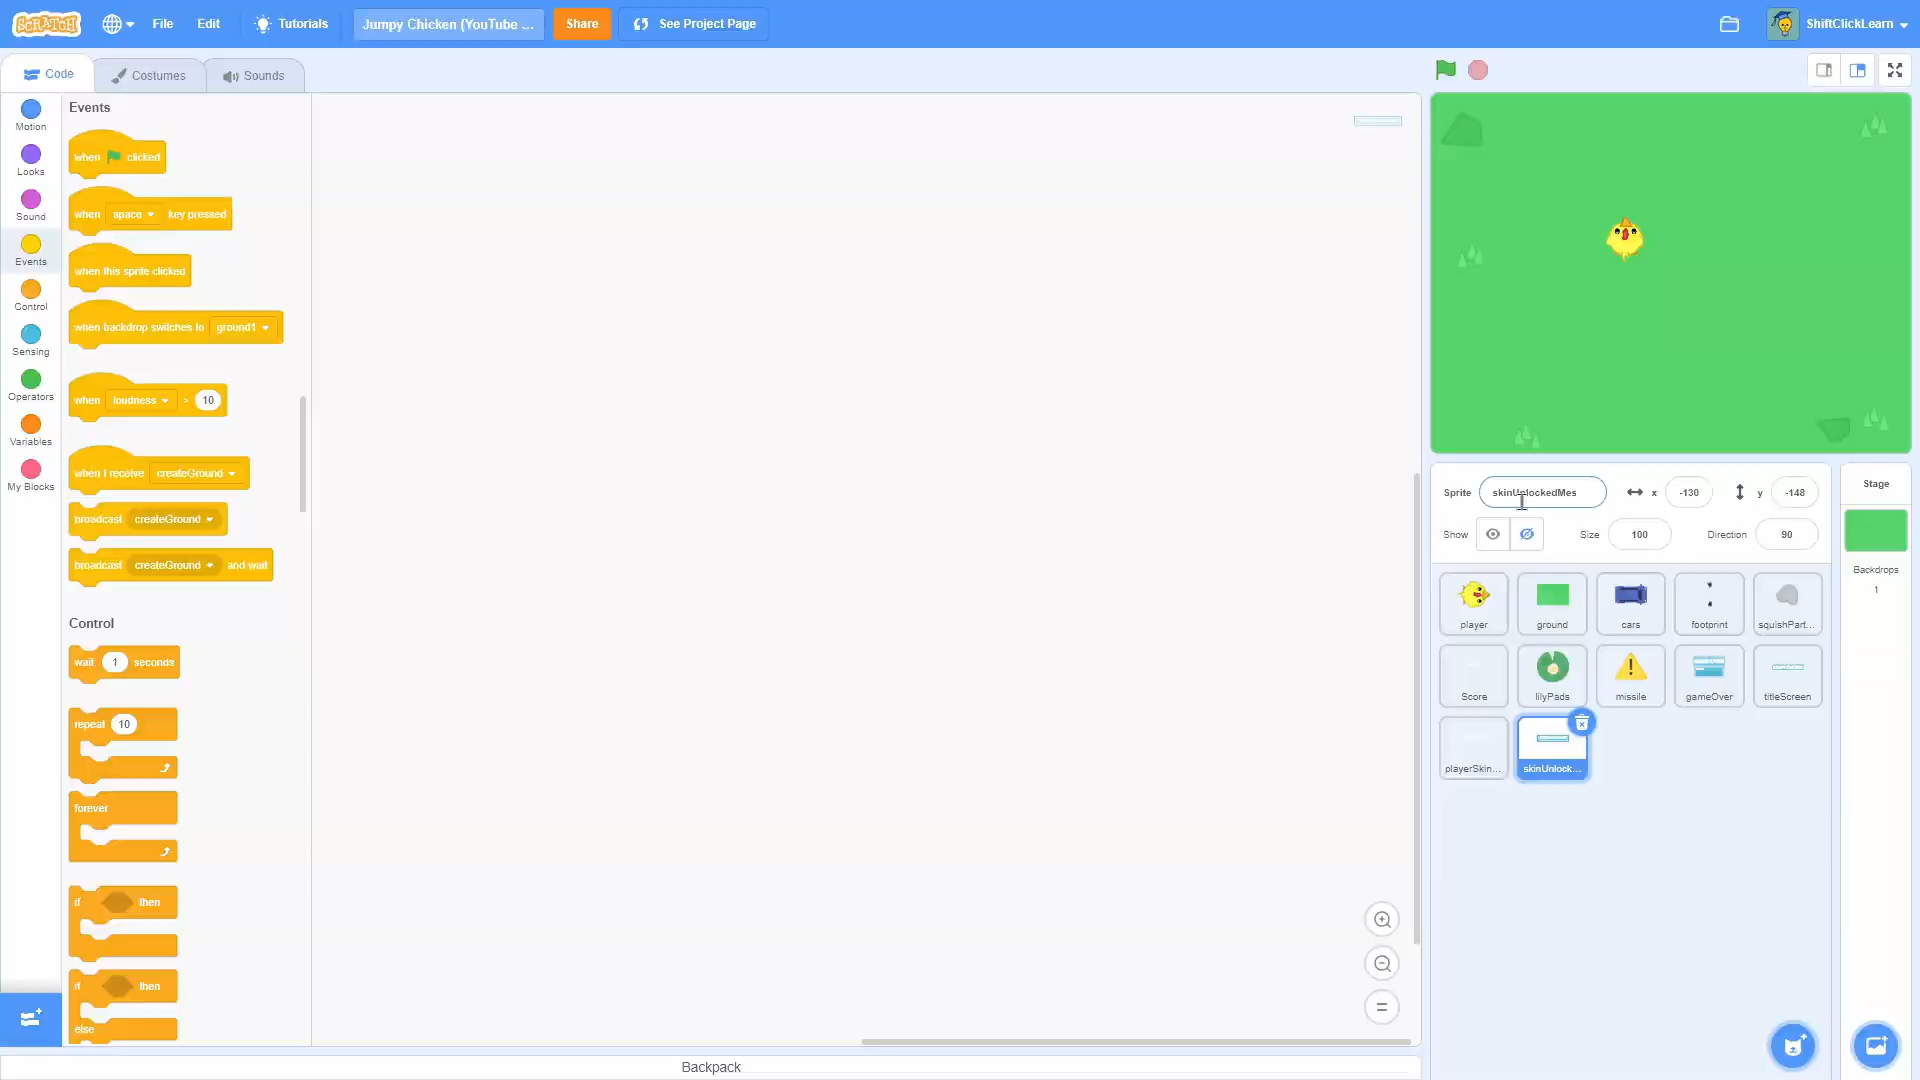 SCRATCH File Edit Tutorials Jumpy Chicken (YouTube ... Share See Project Page ShiftClickLearn
Code Costumes Sounds
Motion
Looks
Sound
Events
Control
Sensing
Operators
Variables
My Blocks
Events
when clicked
when space key pressed
when this sprite clicked
when backdrop switches to ground1
when loudness > 10
when I receive createGround
broadcast createGround
broadcast createGround and wait
Control
wait 1 seconds
repeat 10
forever
if then
if then
else
Backpack
Sprite skinUnlockedMes x -130 y -148
Show Size 100 Direction 90
player ground cars footprint squishPart...
Score lilyPads missile gameOver titleScreen
playerSkin... skinUnlock...
Stage
Backdrops
1